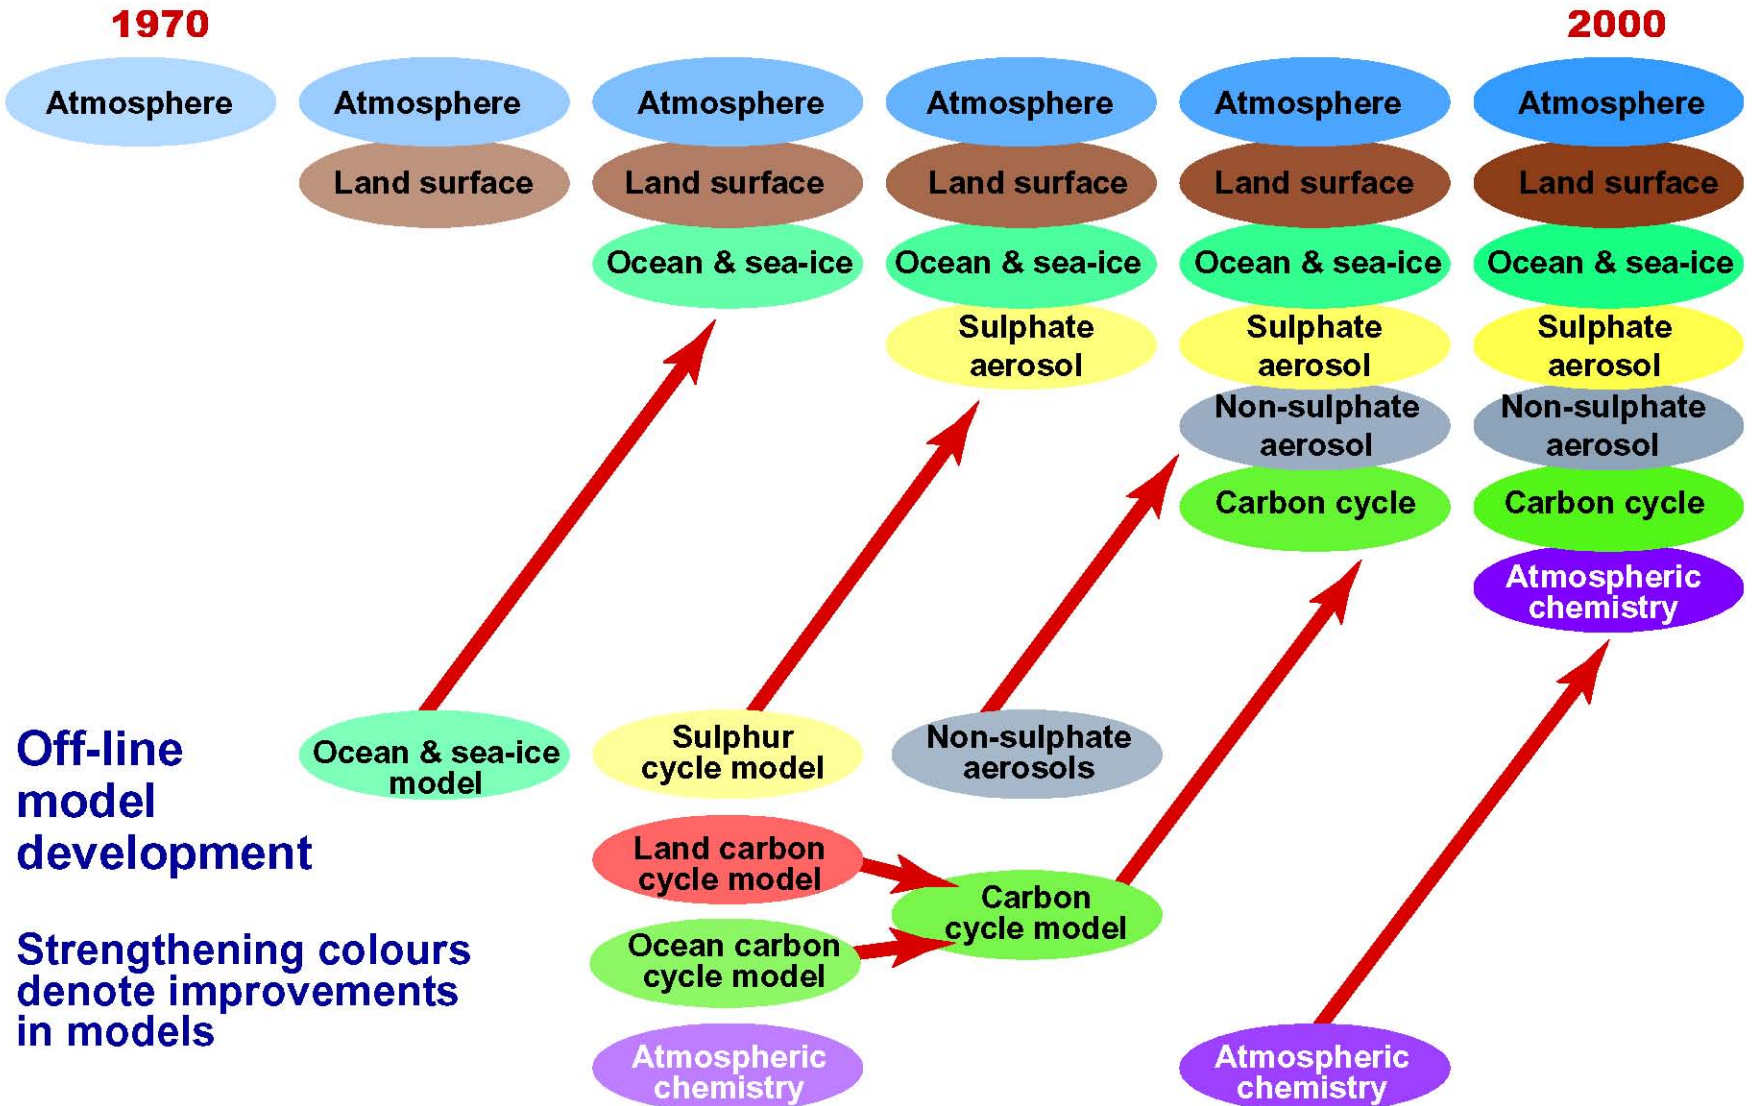 1970
2000
Atmosphere
Atmosphere
Atmosphere
Atmosphere
Atmosphere
Atmosphere
Land surface
Land surface
Land surface
Land surface
Land surface
Ocean & sea-ice
Ocean & sea-ice
Ocean & sea-ice
Ocean & sea-ice
Sulphate
aerosol
Sulphate
aerosol
Sulphate
aerosol
Non-sulphate
aerosol
Non-sulphate
aerosol
Carbon cycle
Carbon cycle
Atmospheric
chemistry
Off-line
model
development
Ocean & sea-ice
model
Sulphur
cycle model
Non-sulphate
aerosols
Land carbon
cycle model
Carbon
cycle model
Ocean carbon
cycle model
Strengthening colours
denote improvements
in models
Atmospheric
chemistry
Atmospheric
chemistry